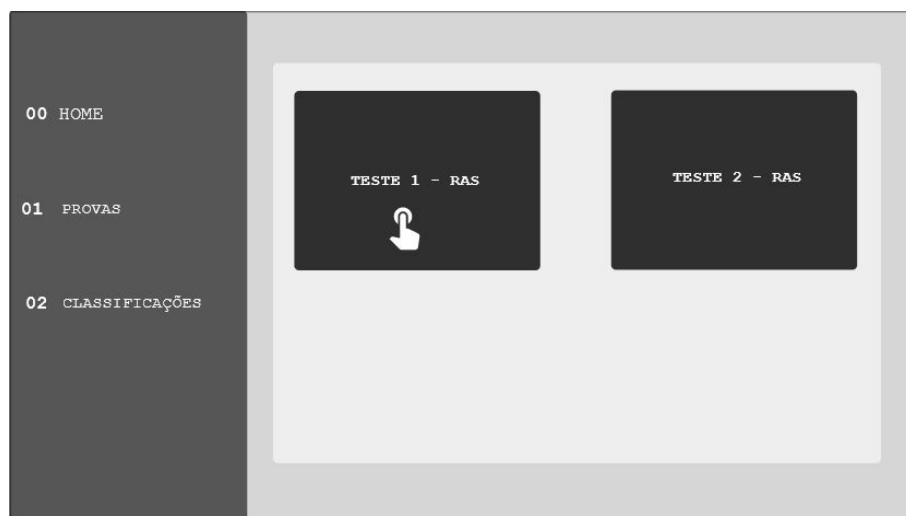 00 HOME
01 PROVAS
02 CLASSIFICAÇÕES
TESTE 1 - RAS
TESTE 2 - RAS